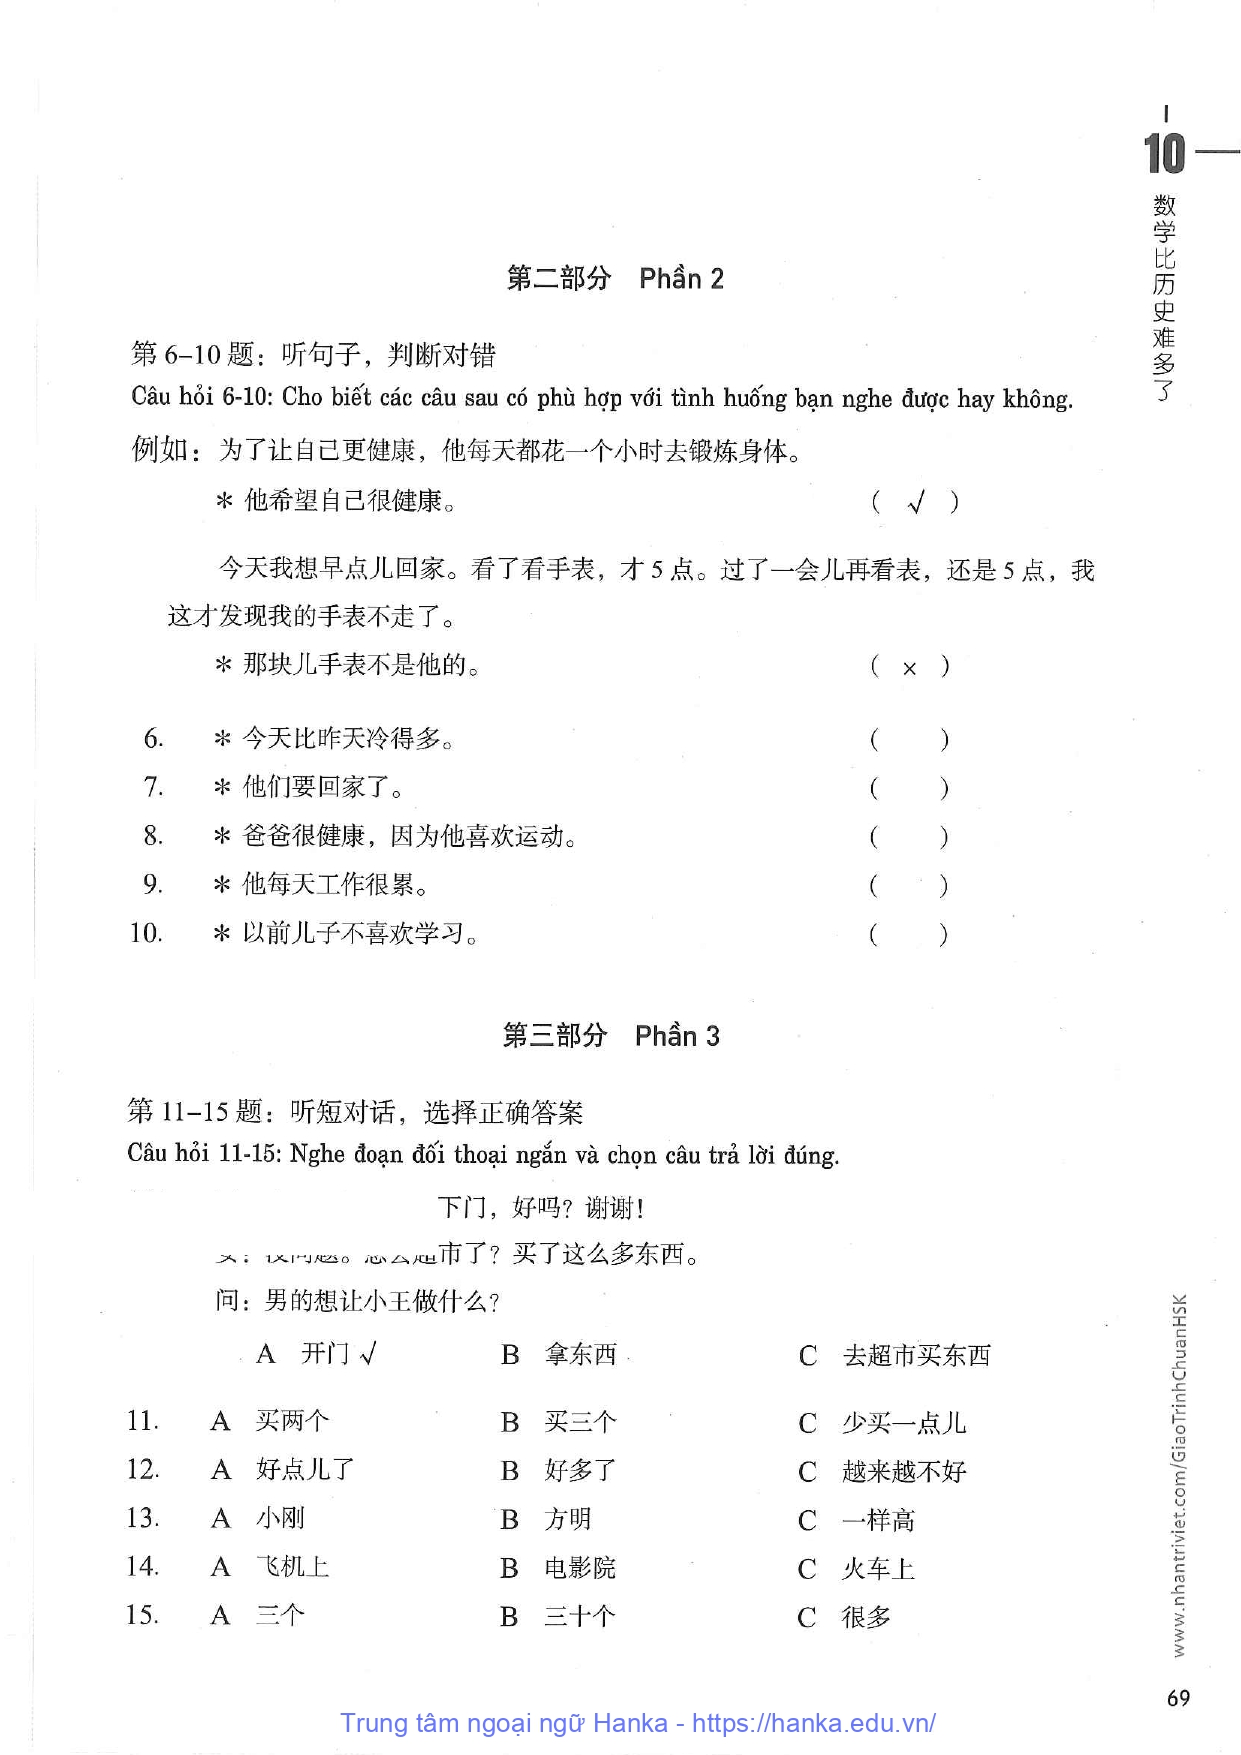 10
数学比历史难多了
第二部分 Phần 2
第 6–10 题：听句子，判断对错
Câu hỏi 6-10: Cho biết các câu sau có phù hợp với tình huống bạn nghe được hay không.
例如：为了让自己更健康，他每天都花一个小时去锻炼身体。
＊ 他希望自己很健康。 ( √ )
今天我想早点儿回家。看了看手表，才 5 点。过了一会儿再看表，还是 5 点，我
这才发现我的手表不走了。
＊ 那块儿手表不是他的。 ( × )
6. ＊ 今天比昨天冷得多。 ( )
7. ＊ 他们要回家了。 ( )
8. ＊ 爸爸很健康，因为他喜欢运动。 ( )
9. ＊ 他每天工作很累。 ( )
10. ＊ 以前儿子不喜欢学习。 ( )
第三部分 Phần 3
第 11–15 题：听短对话，选择正确答案
Câu hỏi 11-15: Nghe đoạn đối thoại ngắn và chọn câu trả lời đúng.
下门，好吗？谢谢！
市了？买了这么多东西。
问：男的想让小王做什么？
A 开门 √ B 拿东西 C 去超市买东西
11. A 买两个 B 买三个 C 少买一点儿
12. A 好点儿了 B 好多了 C 越来越不好
13. A 小刚 B 方明 C 一样高
14. A 飞机上 B 电影院 C 火车上
15. A 三个 B 三十个 C 很多
www.nhantriviet.com/GiaoTrinhChuanHSK
69
Trung tâm ngoại ngữ Hanka - https://hanka.edu.vn/